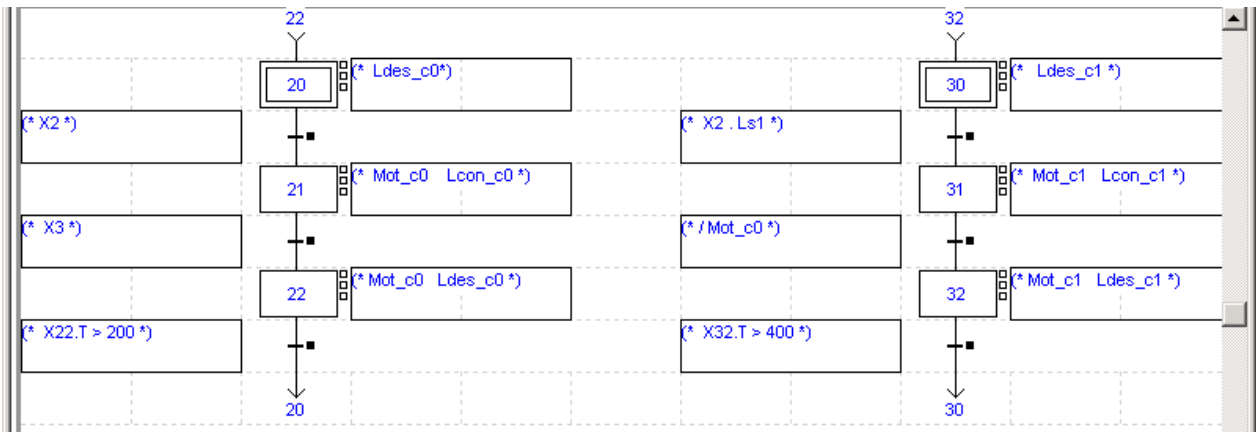 22 32
20 (* Ldes_c0*) 30 (* Ldes_c1 *)
(* X2 *) (* X2 . Ls1 *)
21 (* Mot_c0 Lcon_c0 *) 31 (* Mot_c1 Lcon_c1 *)
(* X3 *) (* / Mot_c0 *)
22 (* Mot_c0 Ldes_c0 *) 32 (* Mot_c1 Ldes_c1 *)
(* X22.T > 200 *) (* X32.T > 400 *)
20 30